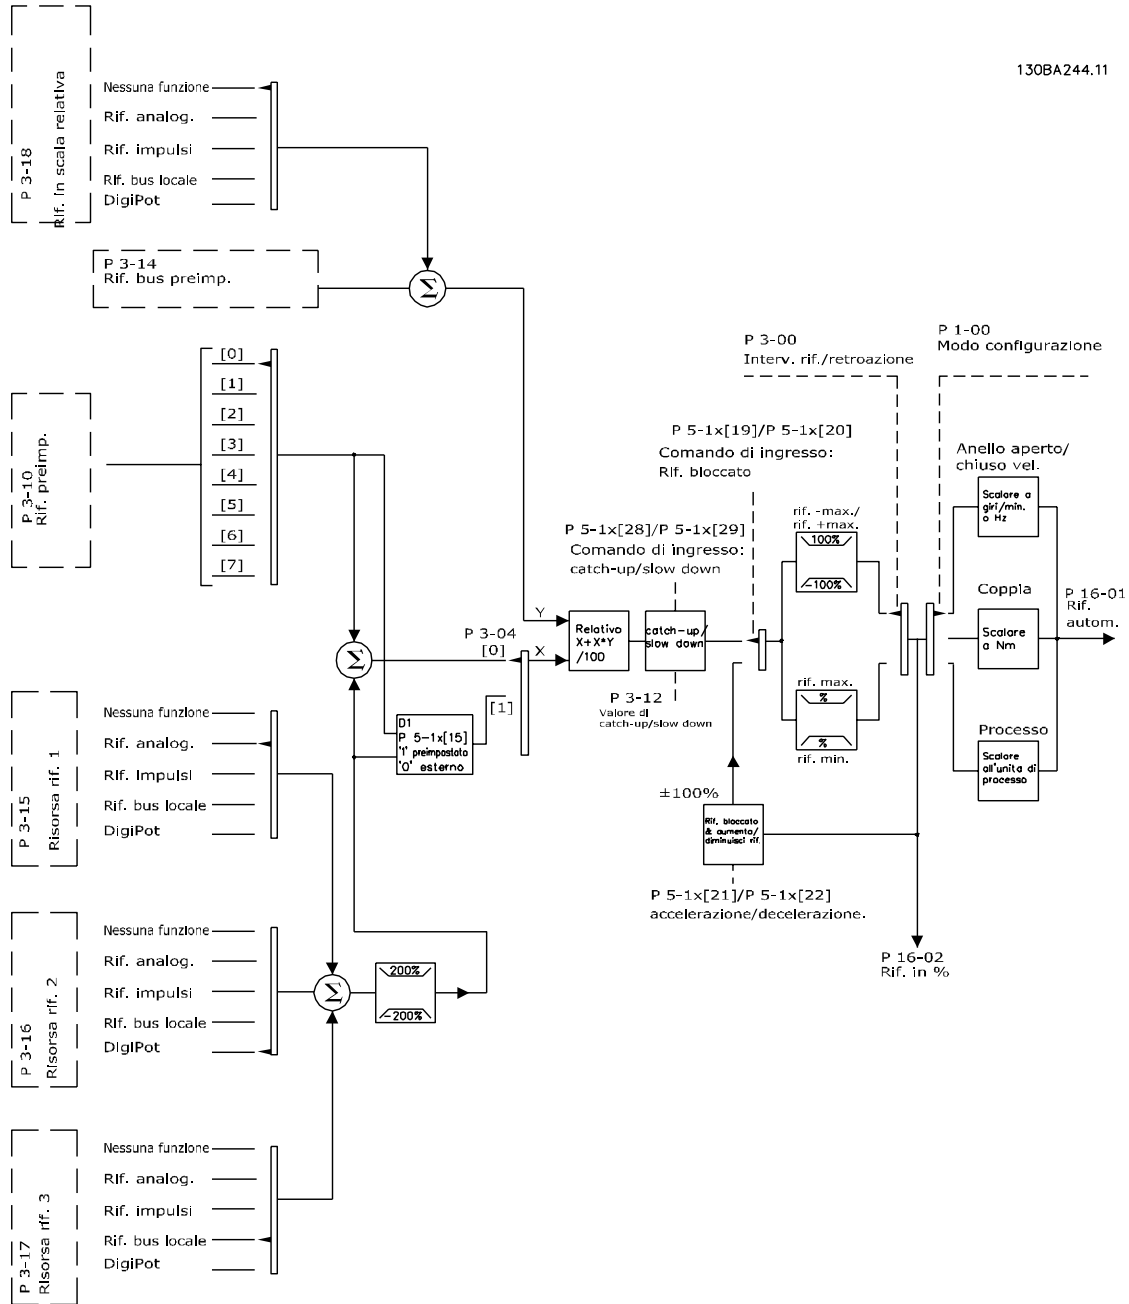 130BA244.11
P 3-18
Rif. in scala relativa
Nessuna funzione
Rif. analog.
Rif. impulsi
Rif. bus locale
DigiPot
P 3-14
Rif. bus preimp.
P 3-10
Rif. preimp.
[0]
[1]
[2]
[3]
[4]
[5]
[6]
[7]
Y
X
P 3-04
[0]
[1]
Σ
Σ
D1
P 5-1x[15]
'1' preimpostato
'0' esterno
Relativo
X+X*Y
/100
P 5-1x[28]/P 5-1x[29]
Comando di ingresso:
catch-up/slow down
catch-up/
slow down
P 3-12
Valore di
catch-up/slow down
P 5-1x[19]/P 5-1x[20]
Comando di ingresso:
Rif. bloccato
P 3-00
Interv. rif./retroazione
P 1-00
Modo configurazione
rif. -max./
rif. +max.
100%
-100%
rif. max.
%
%
rif. min.
Anello aperto/
chiuso vel.
Scalare a
giri/min.
o Hz
Coppia
Scalare
a Nm
Processo
Scalare
all'unita di
processo
P 16-01
Rif.
autom.
±100%
Rif. bloccato
& aumento/
diminuisci rif.
P 5-1x[21]/P 5-1x[22]
accelerazione/decelerazione.
P 16-02
Rif. in %
P 3-15
Risorsa rif. 1
Nessuna funzione
Rif. analog.
Rif. impulsi
Rif. bus locale
DigiPot
P 3-16
Risorsa rif. 2
Nessuna funzione
Rif. analog.
Rif. impulsi
Rif. bus locale
DigiPot
Σ
200%
-200%
P 3-17
Risorsa rif. 3
Nessuna funzione
Rif. analog.
Rif. impulsi
Rif. bus locale
DigiPot